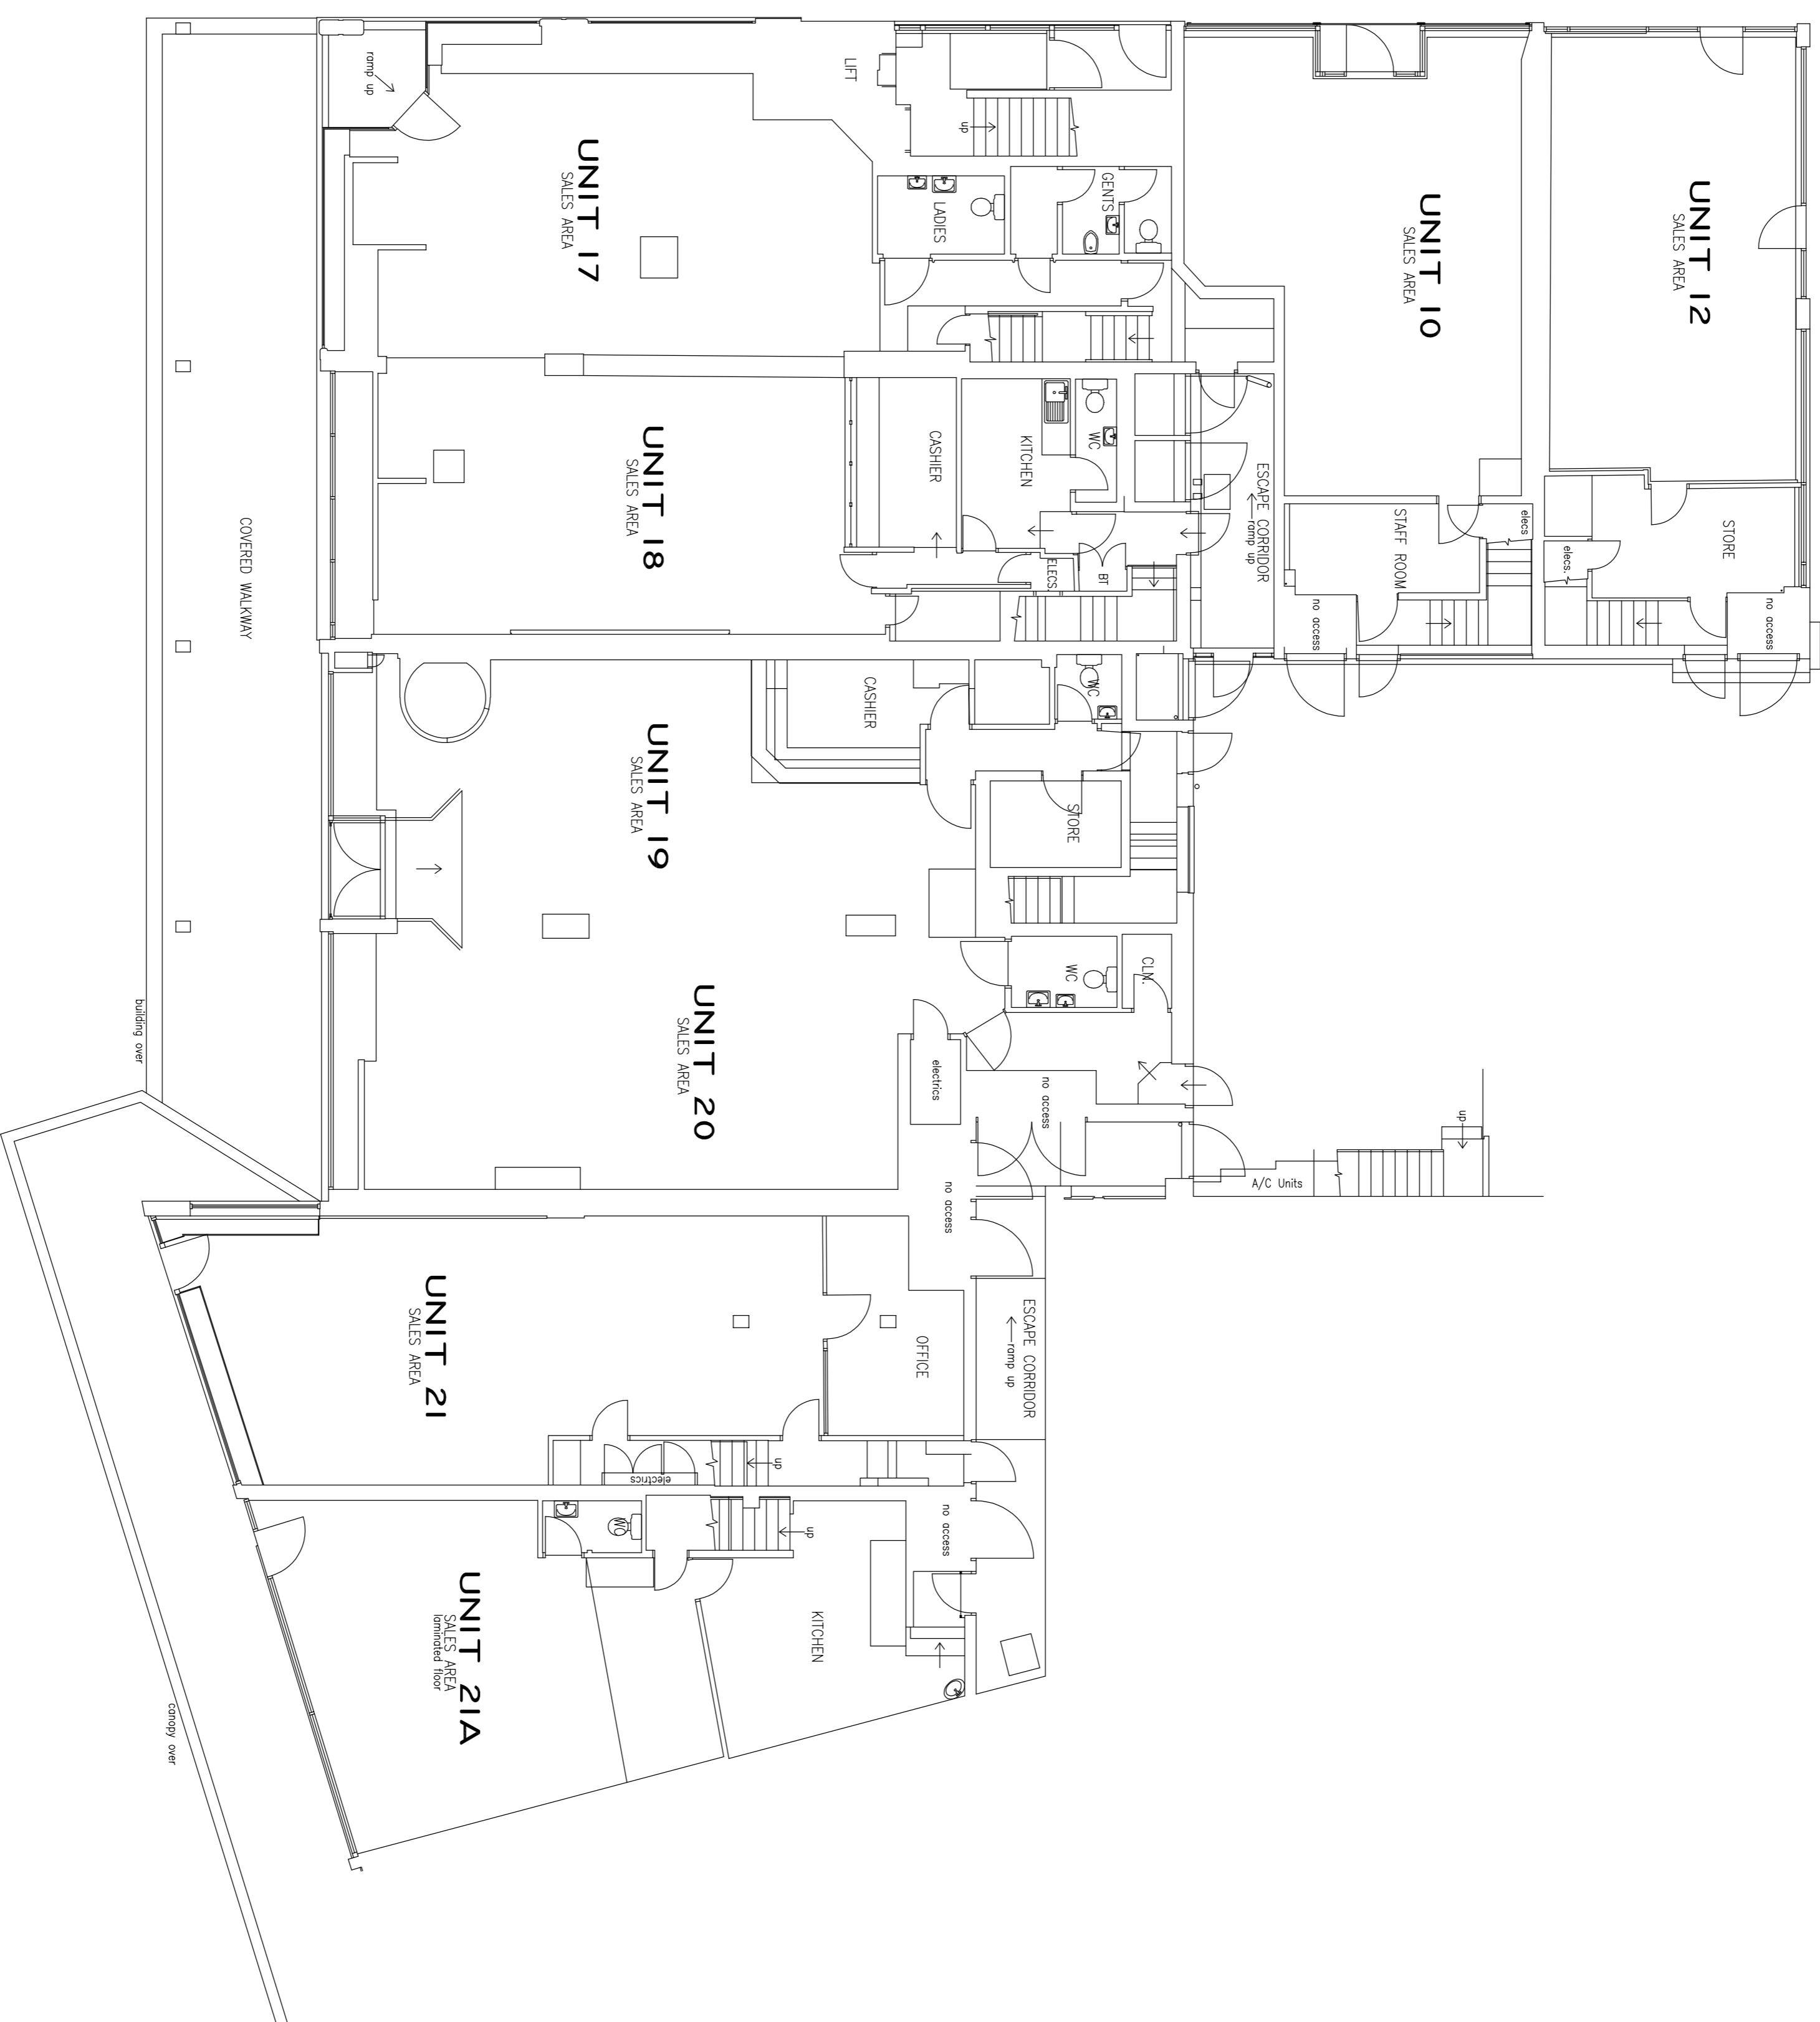 ramp up
LIFT
up
UNIT 17
SALES AREA
LADIES
GENTS
UNIT 10
SALES AREA
UNIT 12
SALES AREA
UNIT 18
SALES AREA
CASHIER
KITCHEN
WC
ELECS.
BT
ESCAPE CORRIDOR
ramp up
STAFF ROOM
elecs
elecs.
STORE
no access
no access
COVERED WALKWAY
UNIT 19
SALES AREA
CASHIER
WC
STORE
UNIT 20
SALES AREA
WC
CLN.
electrics
no access
building over
up
A/C Units
no access
UNIT 21
SALES AREA
OFFICE
ESCAPE CORRIDOR
ramp up
electrics
up
WC
up
no access
KITCHEN
UNIT 21A
SALES AREA
laminated floor
canopy over